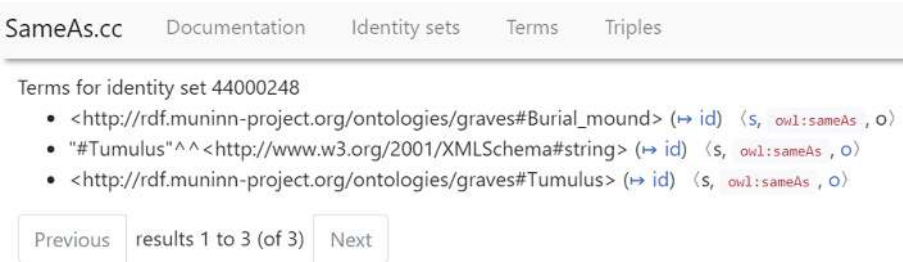 SameAs.cc Documentation Identity sets Terms Triples
Terms for identity set 44000248
• <http://rdf.muninn-project.org/ontologies/graves#Burial_mound> (↦ id) ⟨s, owl:sameAs , o⟩
• "#Tumulus"^^<http://www.w3.org/2001/XMLSchema#string> (↦ id) ⟨s, owl:sameAs , o⟩
• <http://rdf.muninn-project.org/ontologies/graves#Tumulus> (↦ id) ⟨s, owl:sameAs , o⟩
Previous results 1 to 3 (of 3) Next